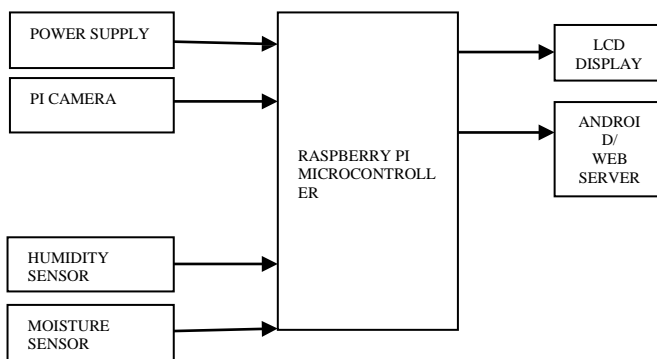 POWER SUPPLY
PI CAMERA
HUMIDITY
SENSOR
MOISTURE
SENSOR
RASPBERRY PI
MICROCONTROLL
ER
LCD
DISPLAY
ANDROI
D/
WEB
SERVER